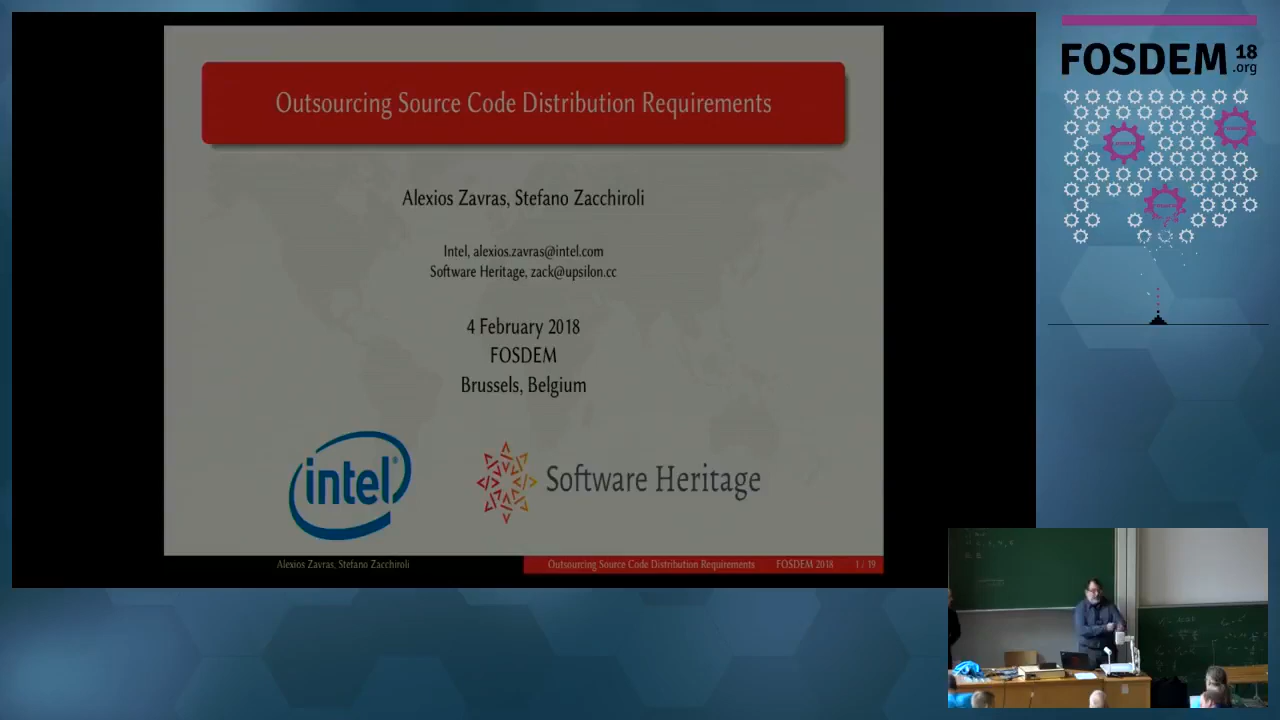 Outsourcing Source Code Distribution Requirements
Alexios Zavras, Stefano Zacchiroli
Intel, alexios.zavras@intel.com
Software Heritage, zack@upsilon.cc
4 February 2018
FOSDEM
Brussels, Belgium
intel®
Software Heritage
Alexios Zavras, Stefano Zacchiroli
Outsourcing Source Code Distribution Requirements FOSDEM 2018 1 / 19
FOSDEM 18
.org